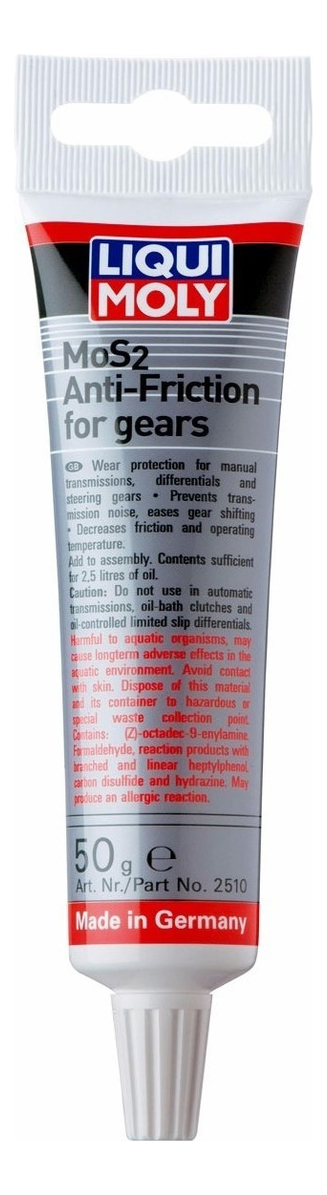 LIQUI
MOLY
MoS2
Anti-Friction
for gears
GB Wear protection for manual
transmissions, differentials and
steering gears • Prevents trans-
mission noise, eases gear shifting
• Decreases friction and operating
temperature.
Add to assembly. Contents sufficient
for 2,5 litres of oil.
Caution: Do not use in automatic
transmissions, oil-bath clutches and
oil-controlled limited slip differentials.
Harmful to aquatic organisms, may
cause longterm adverse effects in the
aquatic environment. Avoid contact
with skin. Dispose of this material
and its container to hazardous or
special waste collection point.
Contains: (Z)-octadec-9-enylamine.
Formaldehyde, reaction products with
branched and linear heptylphenol,
carbon disulfide and hydrazine. May
produce an allergic reaction.
50 g ℮
Art. Nr./Part No. 2510
Made in Germany